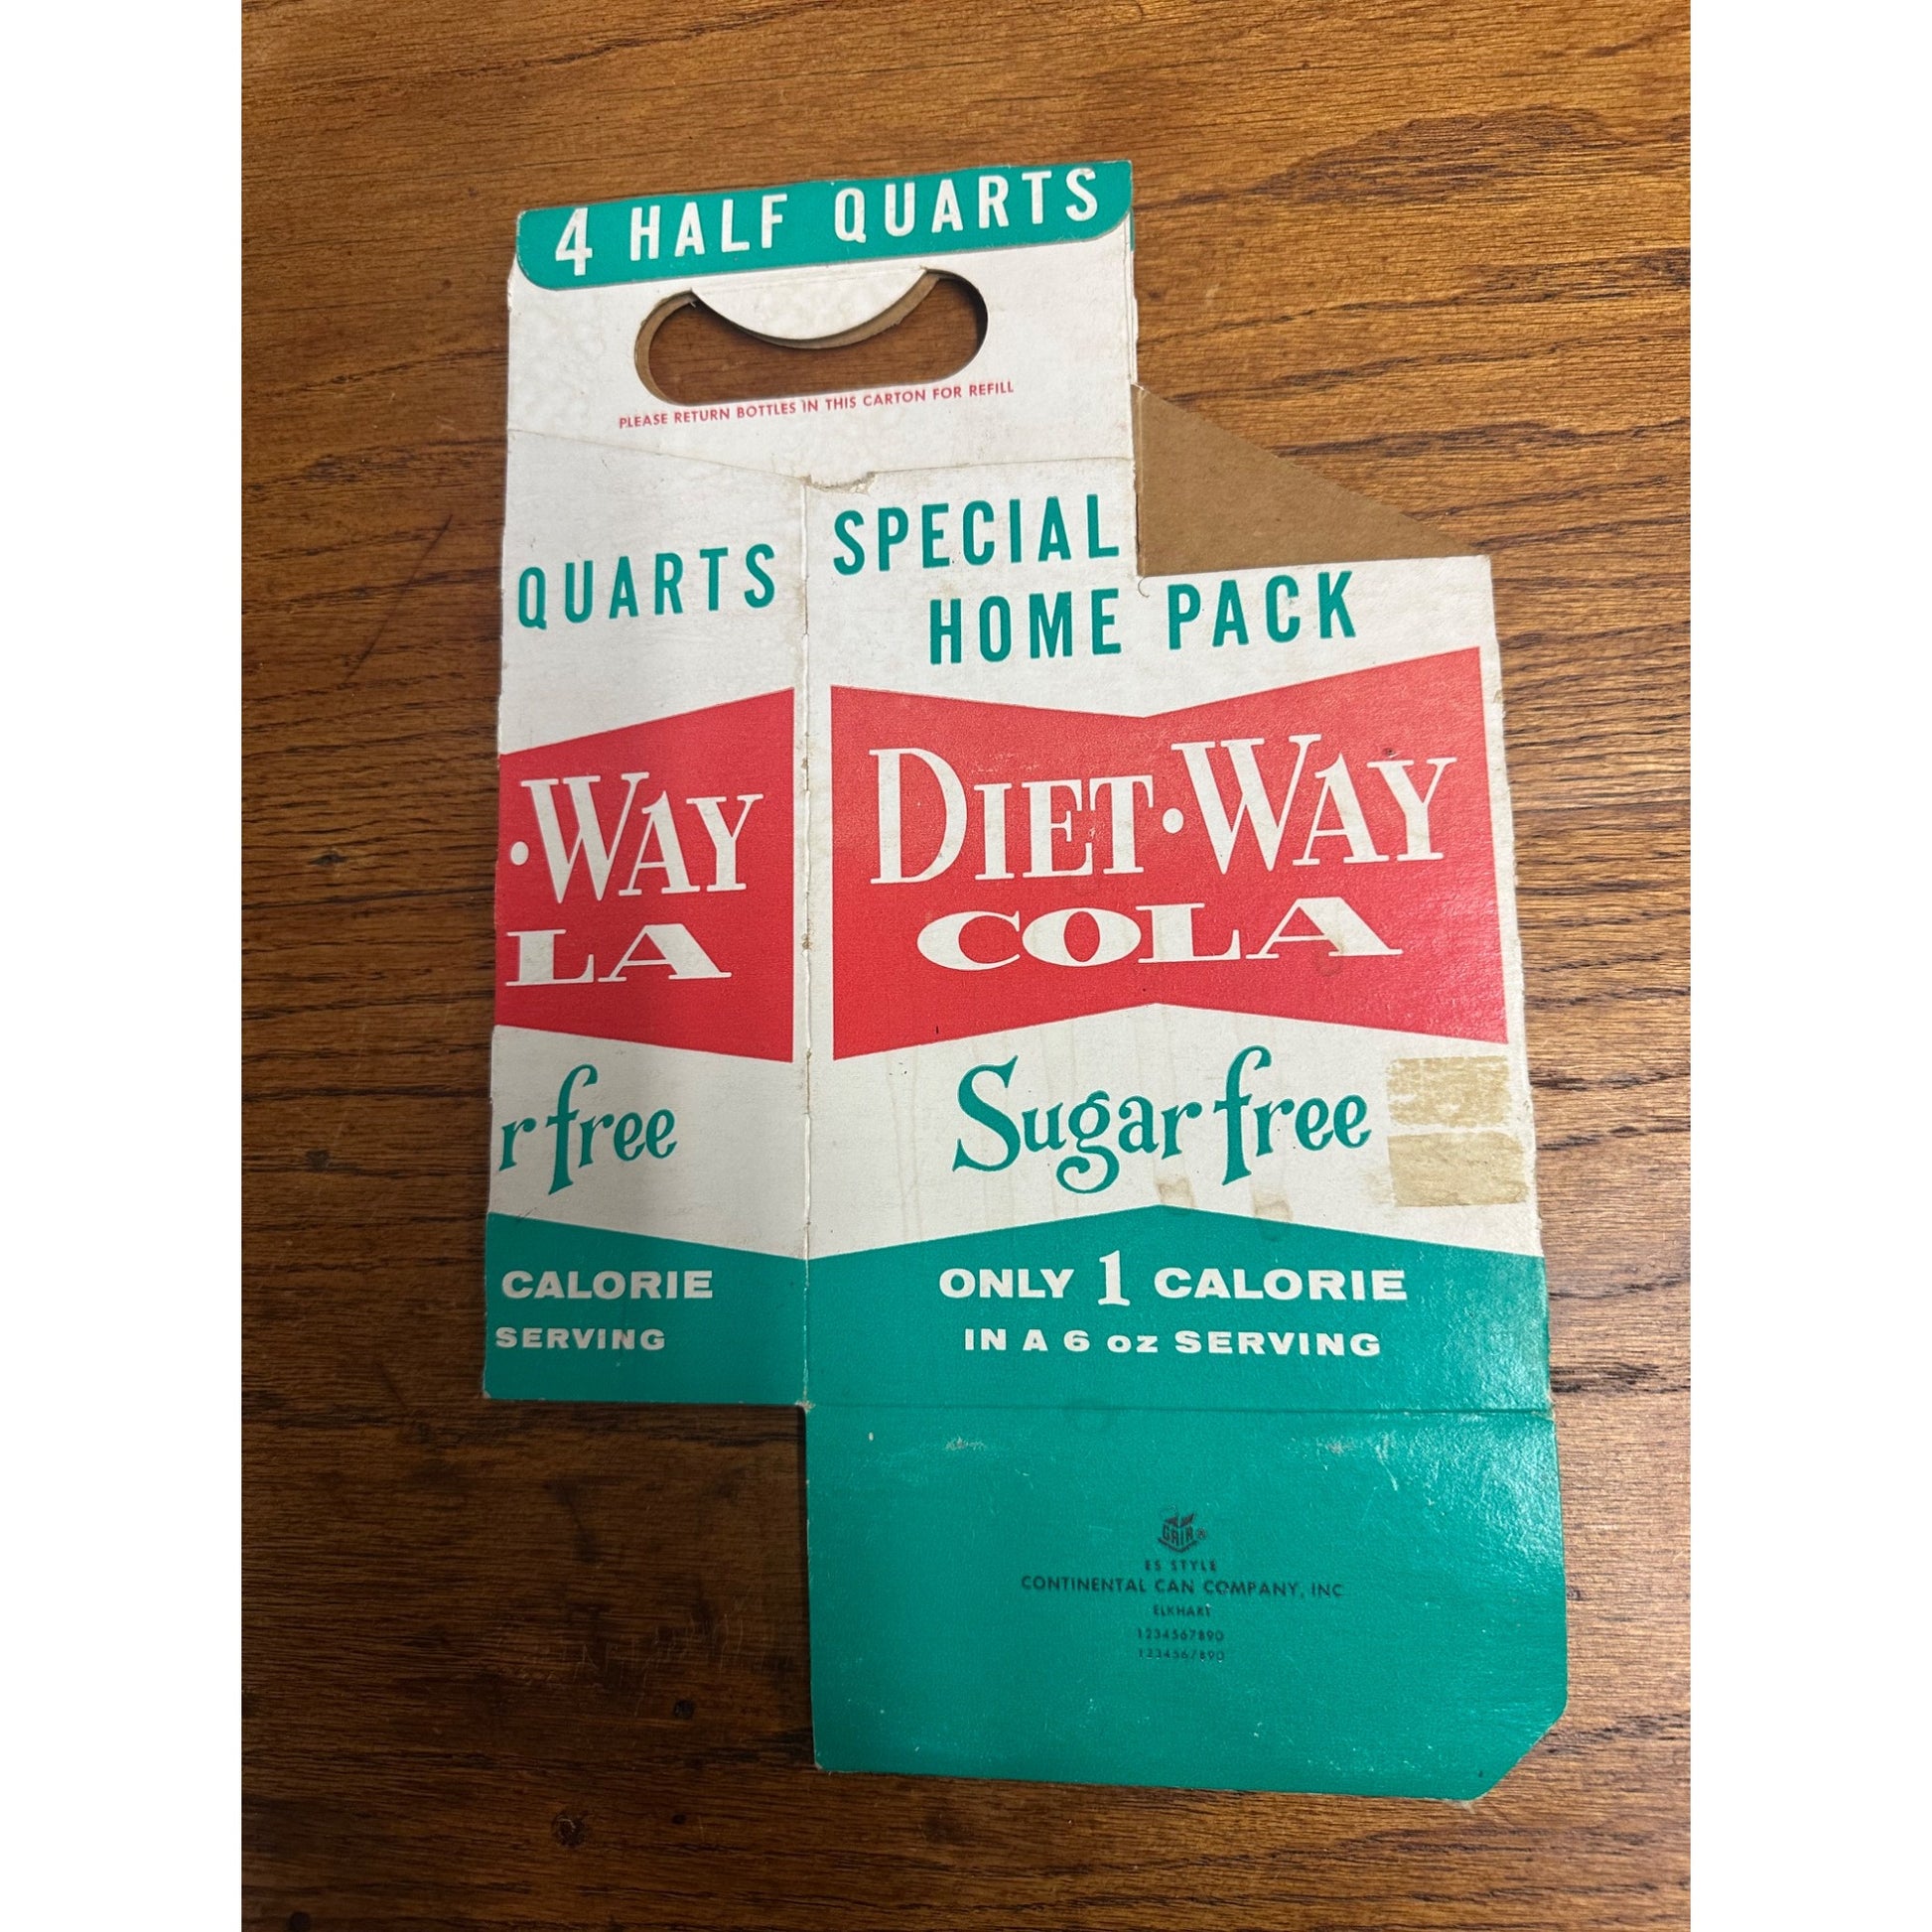 4 HALF QUARTS
PLEASE RETURN BOTTLES IN THIS CARTON FOR REFILL
QUARTS
·WAY
LA
r free
CALORIE
SERVING
SPECIAL
HOME PACK
DIET·WAY
COLA
Sugar free
ONLY 1 CALORIE
IN A 6 oz SERVING
GAIR
ES STYLE
CONTINENTAL CAN COMPANY, INC
ELKHART
1234567890
1234567890